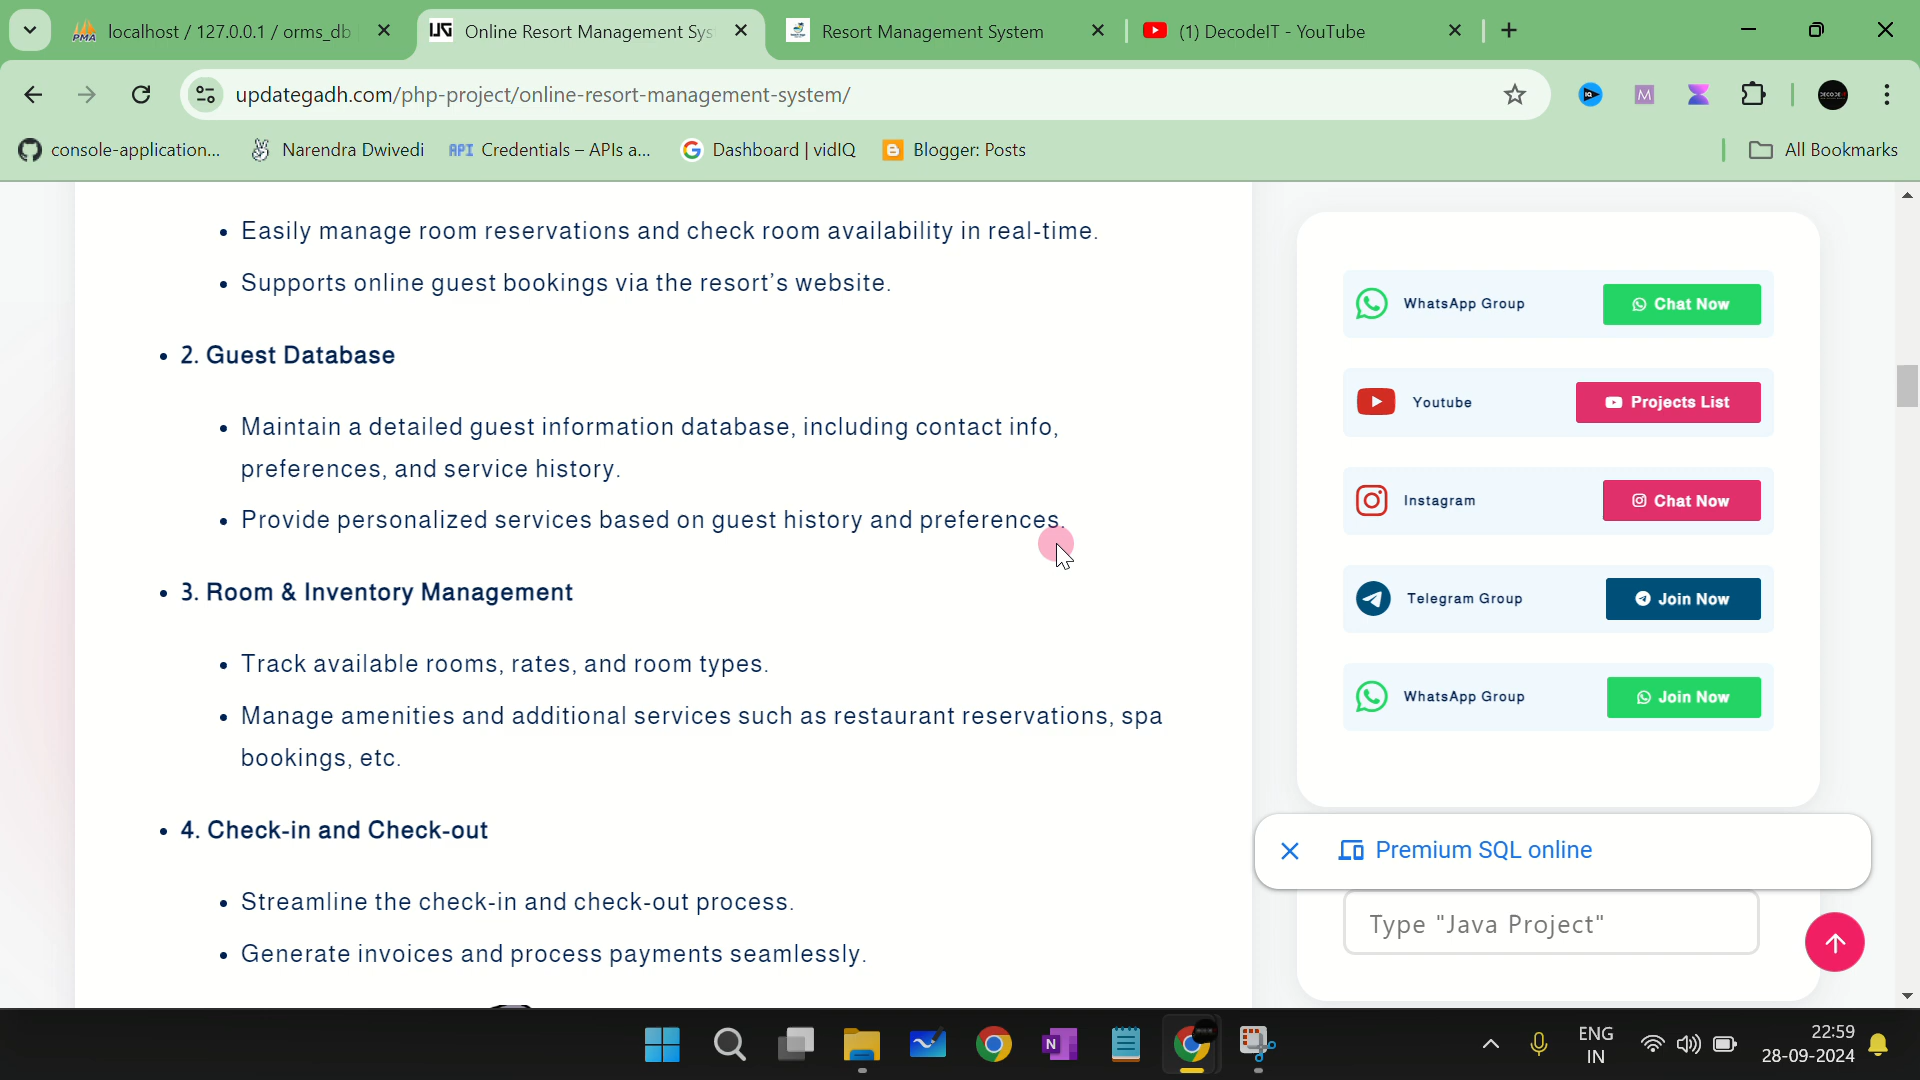 localhost / 127.0.0.1 / orms_db
Online Resort Management Sys
Resort Management System
(1) DecodeIT - YouTube
updategadh.com/php-project/online-resort-management-system/
console-application...
Narendra Dwivedi
API Credentials – APIs a...
Dashboard | vidIQ
Blogger: Posts
All Bookmarks
• Easily manage room reservations and check room availability in real-time.
• Supports online guest bookings via the resort’s website.
• 2. Guest Database
• Maintain a detailed guest information database, including contact info,
preferences, and service history.
• Provide personalized services based on guest history and preferences.
• 3. Room & Inventory Management
• Track available rooms, rates, and room types.
• Manage amenities and additional services such as restaurant reservations, spa
bookings, etc.
• 4. Check-in and Check-out
• Streamline the check-in and check-out process.
• Generate invoices and process payments seamlessly.
WhatsApp Group Chat Now
Youtube Projects List
Instagram Chat Now
Telegram Group Join Now
WhatsApp Group Join Now
Premium SQL online
Type "Java Project"
ENG
IN
22:59
28-09-2024